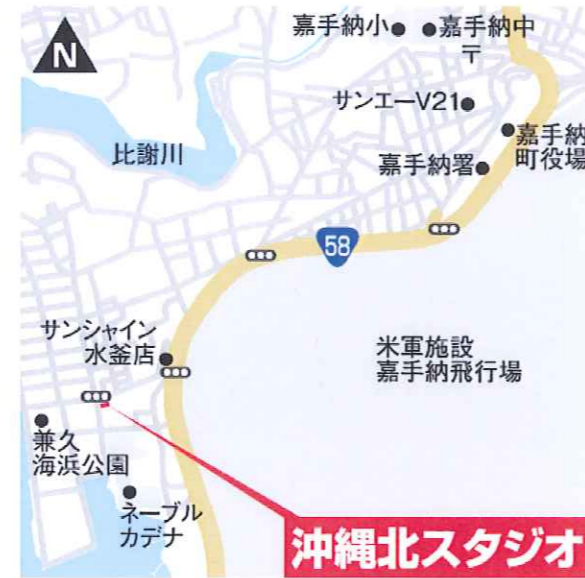 N
嘉手納小
嘉手納中
〒
サンエーV21
嘉手納
町役場
嘉手納署
比謝川
58
サンシャイン
水釜店
米軍施設
嘉手納飛行場
兼久
海浜公園
ネーブル
カデナ
沖縄北スタジオ